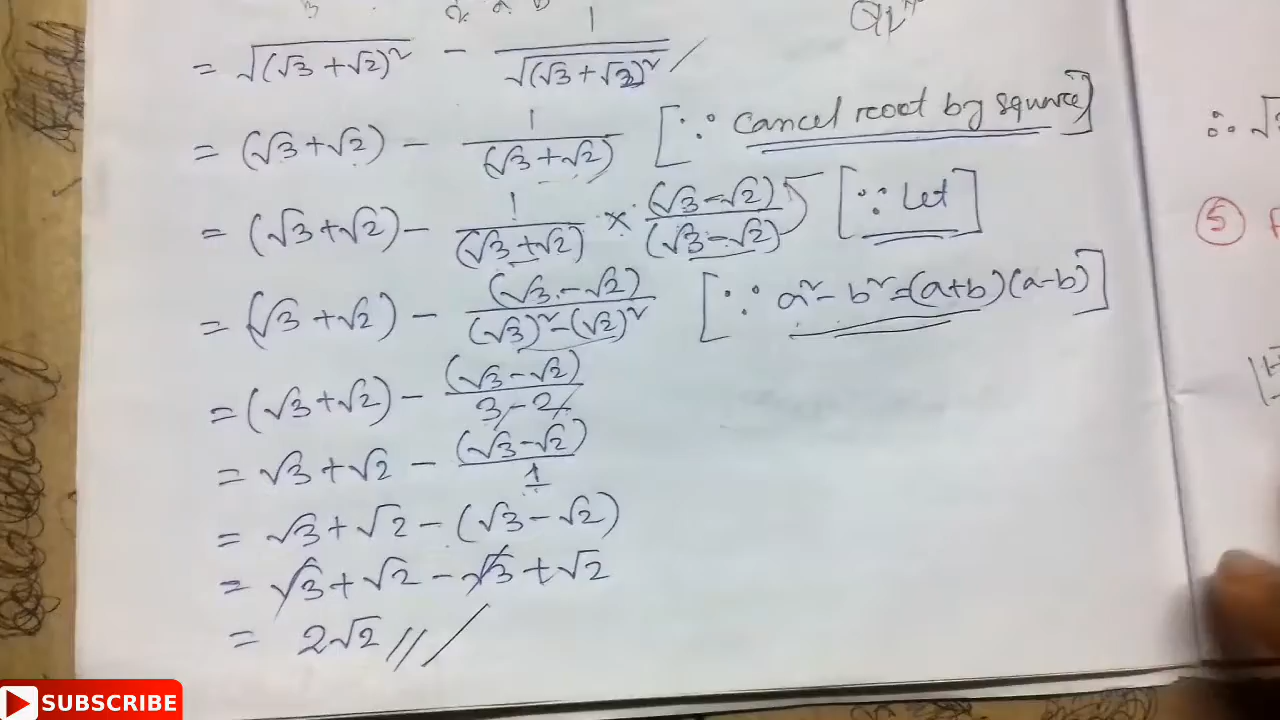 = √(√3+√2)² - 1/√(√3+√2)²
= (√3+√2) - 1/(√3+√2) [∵ cancel root by square]
= (√3+√2) - 1/(√3+√2) × (√3-√2)/(√3-√2) [∵ Let]
= (√3+√2) - (√3-√2)/(√3)²-(√2)² [∵ a²-b²=(a+b)(a-b)]
= (√3+√2) - (√3-√2)/3-2
= √3+√2 - (√3-√2)/1
= √3+√2-(√3-√2)
= √3+√2-√3+√2
= 2√2 //
∴ √
5
SUBSCRIBE